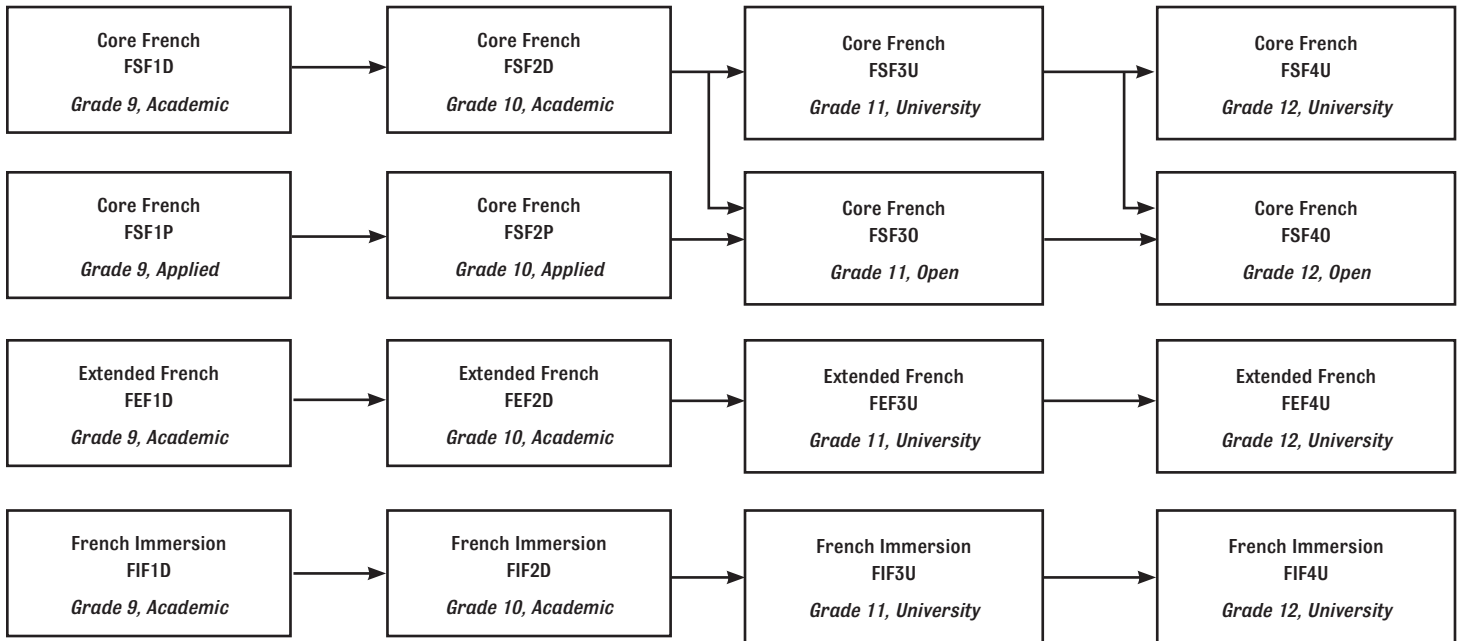 Core French
FSF1D
Grade 9, Academic
Core French
FSF2D
Grade 10, Academic
Core French
FSF3U
Grade 11, University
Core French
FSF4U
Grade 12, University
Core French
FSF1P
Grade 9, Applied
Core French
FSF2P
Grade 10, Applied
Core French
FSF3O
Grade 11, Open
Core French
FSF4O
Grade 12, Open
Extended French
FEF1D
Grade 9, Academic
Extended French
FEF2D
Grade 10, Academic
Extended French
FEF3U
Grade 11, University
Extended French
FEF4U
Grade 12, University
French Immersion
FIF1D
Grade 9, Academic
French Immersion
FIF2D
Grade 10, Academic
French Immersion
FIF3U
Grade 11, University
French Immersion
FIF4U
Grade 12, University